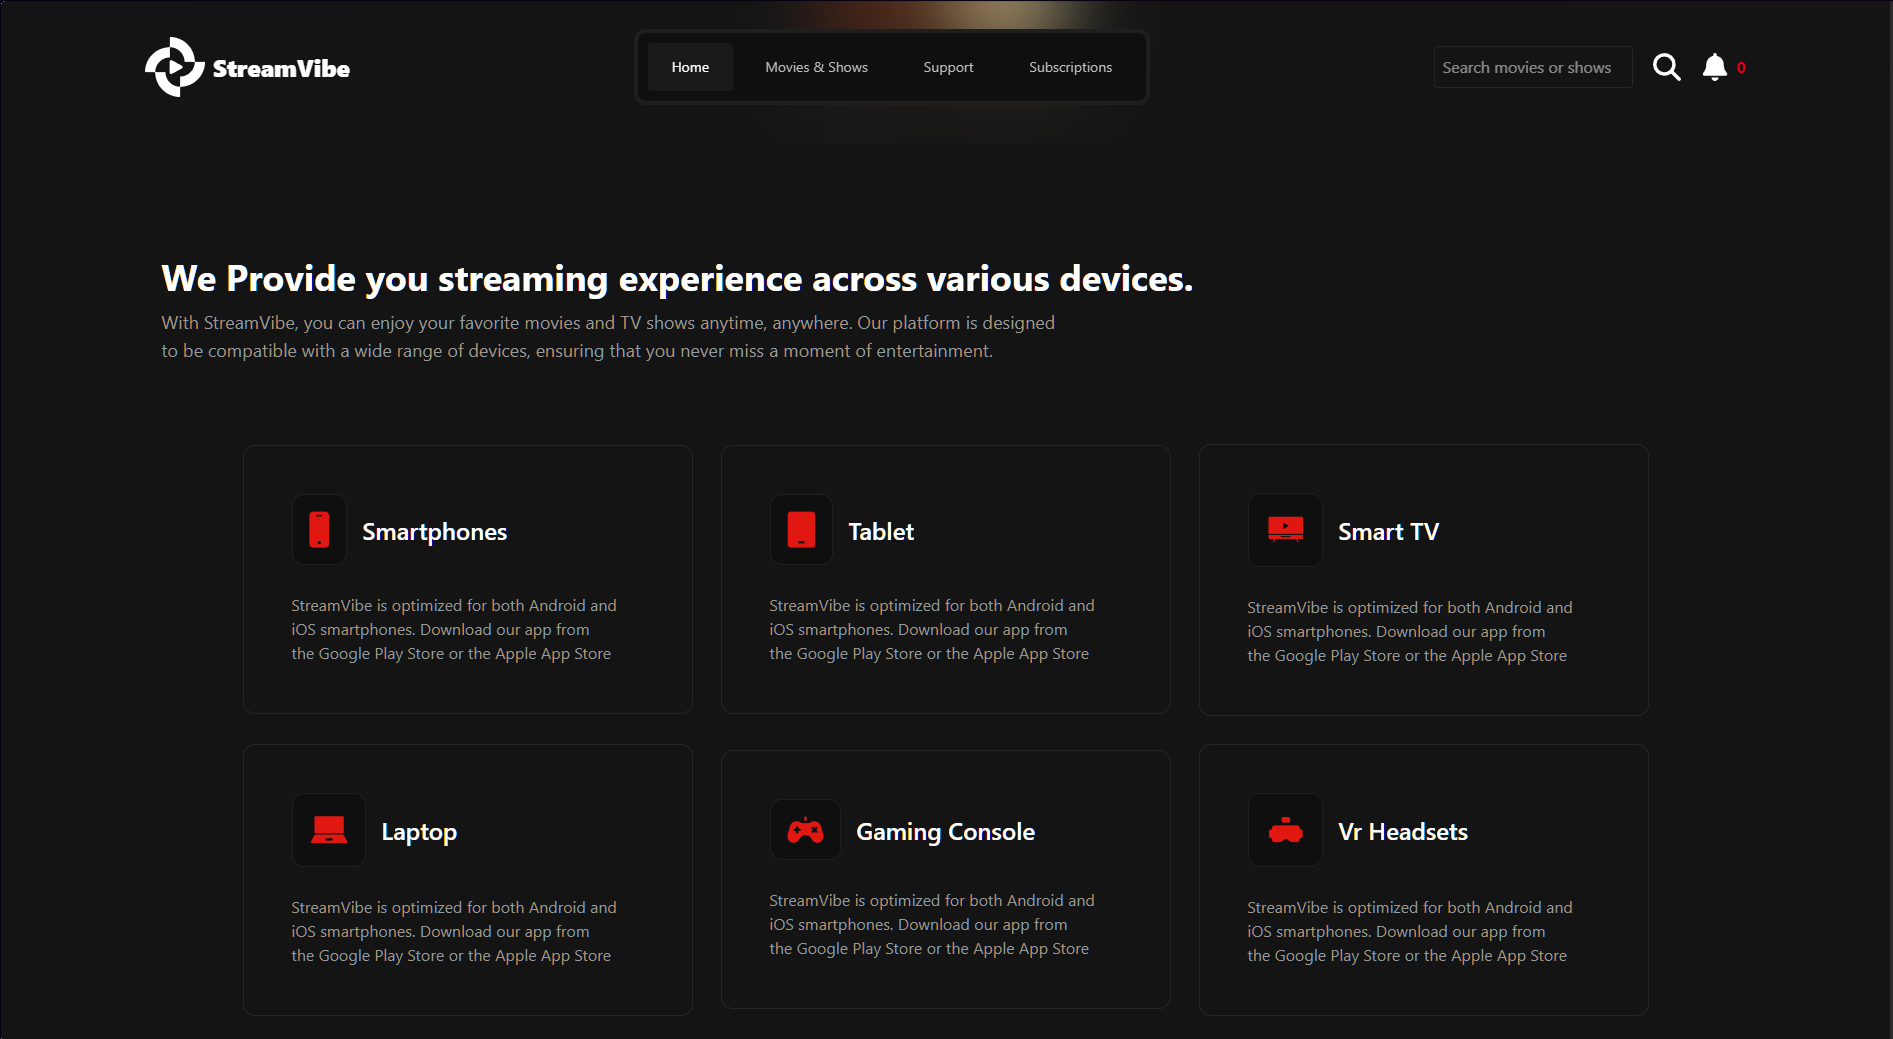 StreamVibe
Home
Movies & Shows
Support
Subscriptions
Search movies or shows
0
We Provide you streaming experience across various devices.
With StreamVibe, you can enjoy your favorite movies and TV shows anytime, anywhere. Our platform is designed
to be compatible with a wide range of devices, ensuring that you never miss a moment of entertainment.
Smartphones
StreamVibe is optimized for both Android and
iOS smartphones. Download our app from
the Google Play Store or the Apple App Store
Tablet
StreamVibe is optimized for both Android and
iOS smartphones. Download our app from
the Google Play Store or the Apple App Store
Smart TV
StreamVibe is optimized for both Android and
iOS smartphones. Download our app from
the Google Play Store or the Apple App Store
Laptop
StreamVibe is optimized for both Android and
iOS smartphones. Download our app from
the Google Play Store or the Apple App Store
Gaming Console
StreamVibe is optimized for both Android and
iOS smartphones. Download our app from
the Google Play Store or the Apple App Store
Vr Headsets
StreamVibe is optimized for both Android and
iOS smartphones. Download our app from
the Google Play Store or the Apple App Store